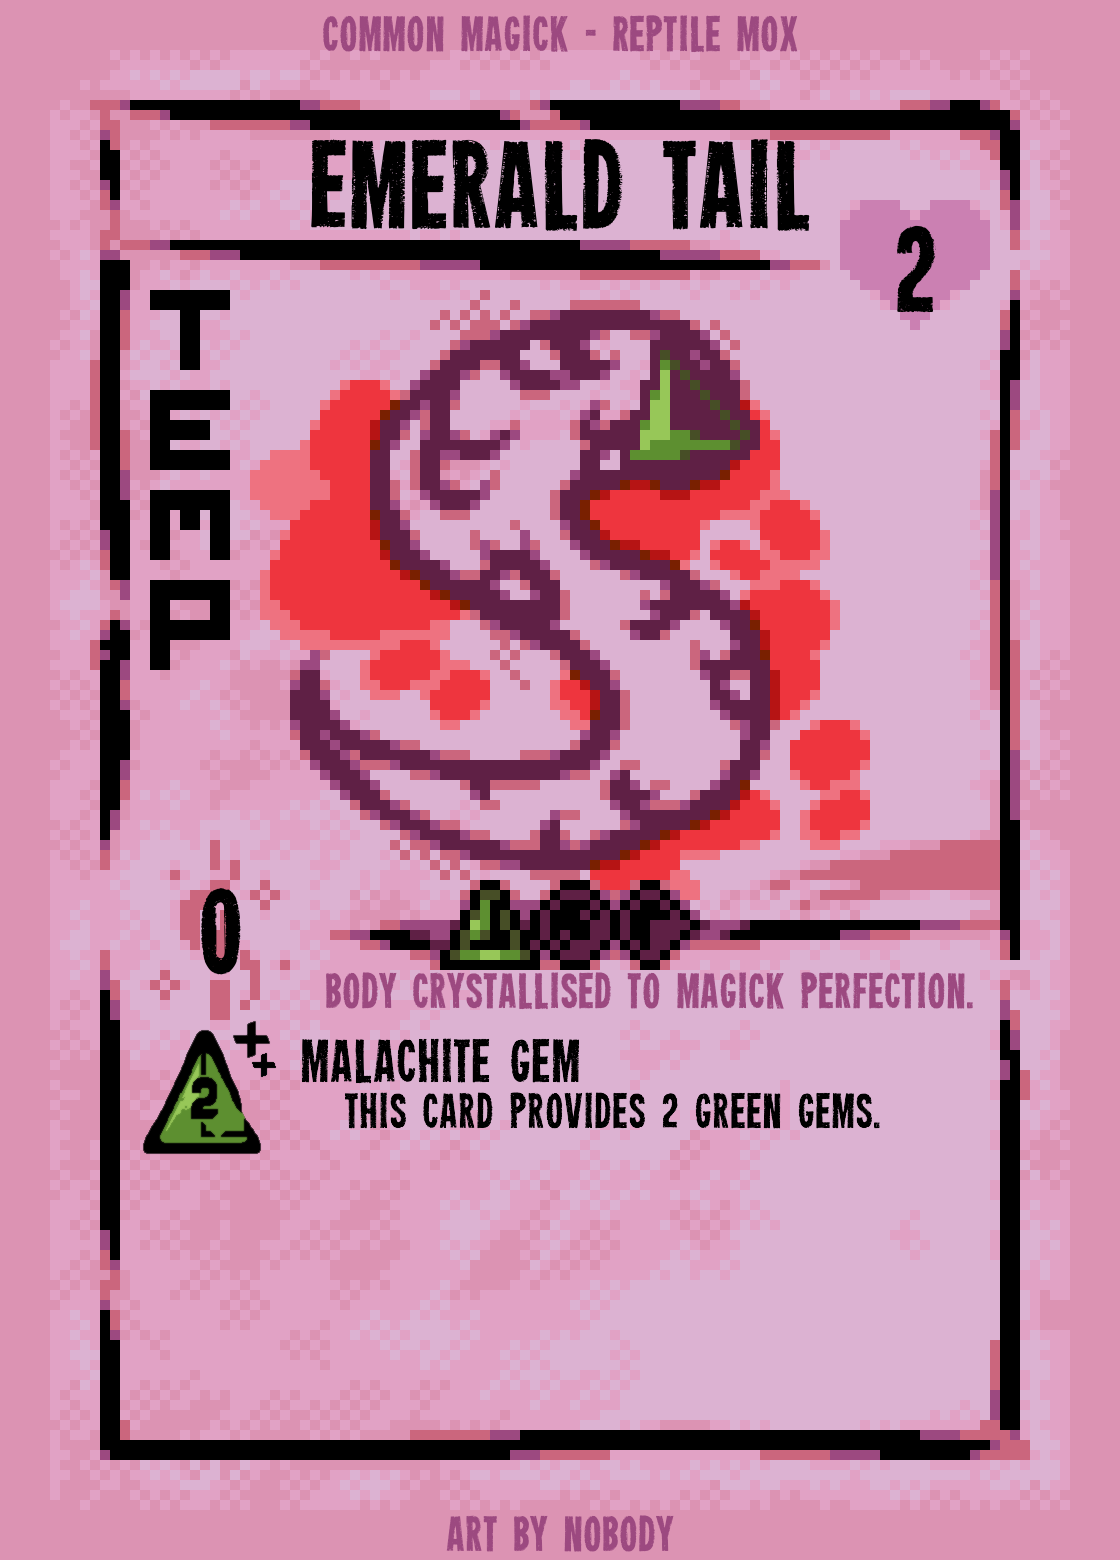 COMMON MAGICK - REPTILE MOX
EMERALD TAIL
2
TEMP
0
BODY CRYSTALLISED TO MAGICK PERFECTION.
2
MALACHITE GEM
THIS CARD PROVIDES 2 GREEN GEMS.
ART BY NOBODY